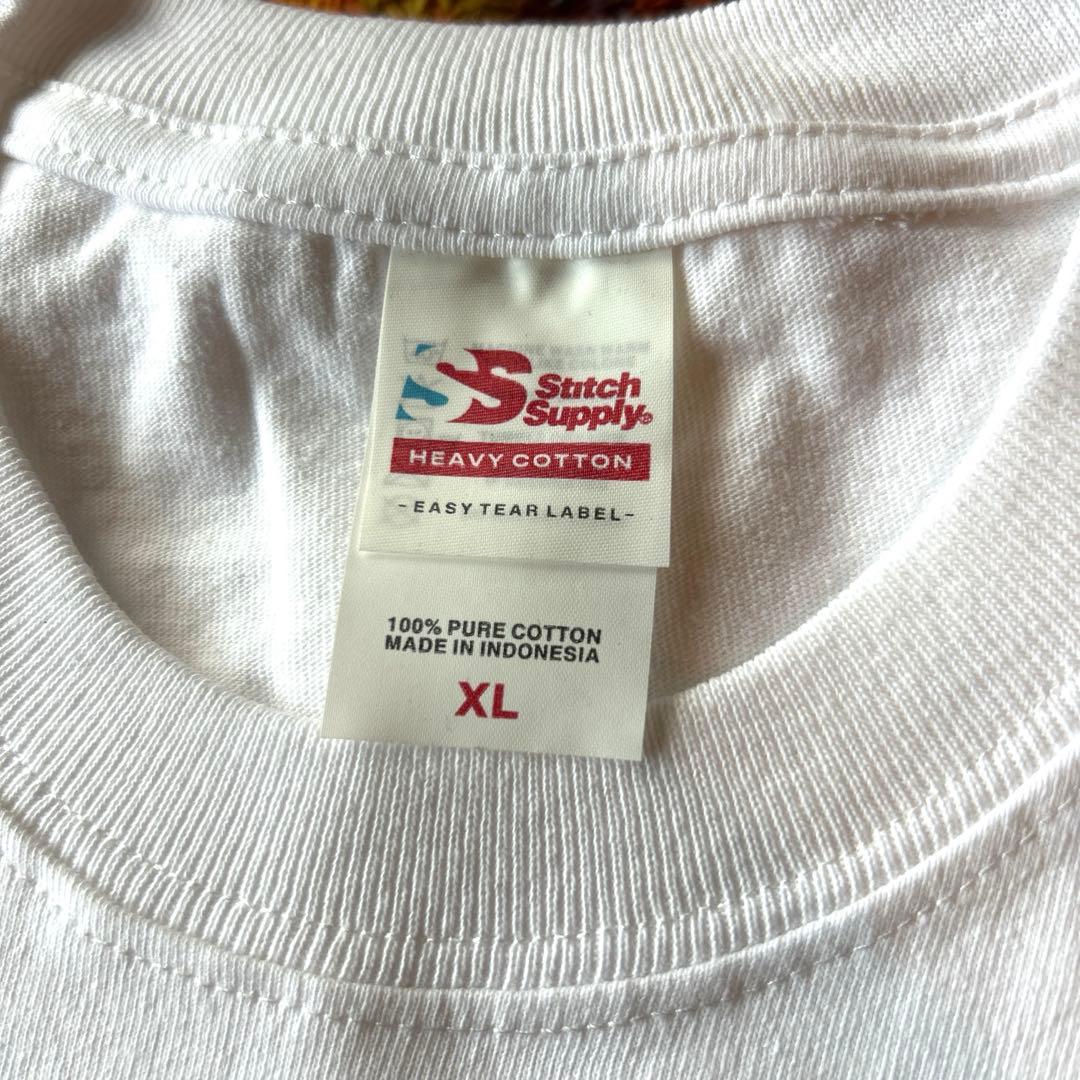 SS Stitch
Supply®
HEAVY COTTON
-EASY TEAR LABEL-
100% PURE COTTON
MADE IN INDONESIA
XL